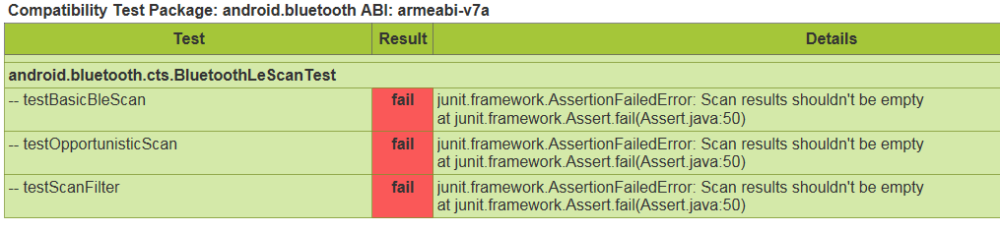 Compatibility Test Package: android.bluetooth ABI: armeabi-v7a
Test Result Details
android.bluetooth.cts.BluetoothLeScanTest
-- testBasicBleScan fail junit.framework.AssertionFailedError: Scan results shouldn't be empty
at junit.framework.Assert.fail(Assert.java:50)
-- testOpportunisticScan fail junit.framework.AssertionFailedError: Scan results shouldn't be empty
at junit.framework.Assert.fail(Assert.java:50)
-- testScanFilter fail junit.framework.AssertionFailedError: Scan results shouldn't be empty
at junit.framework.Assert.fail(Assert.java:50)